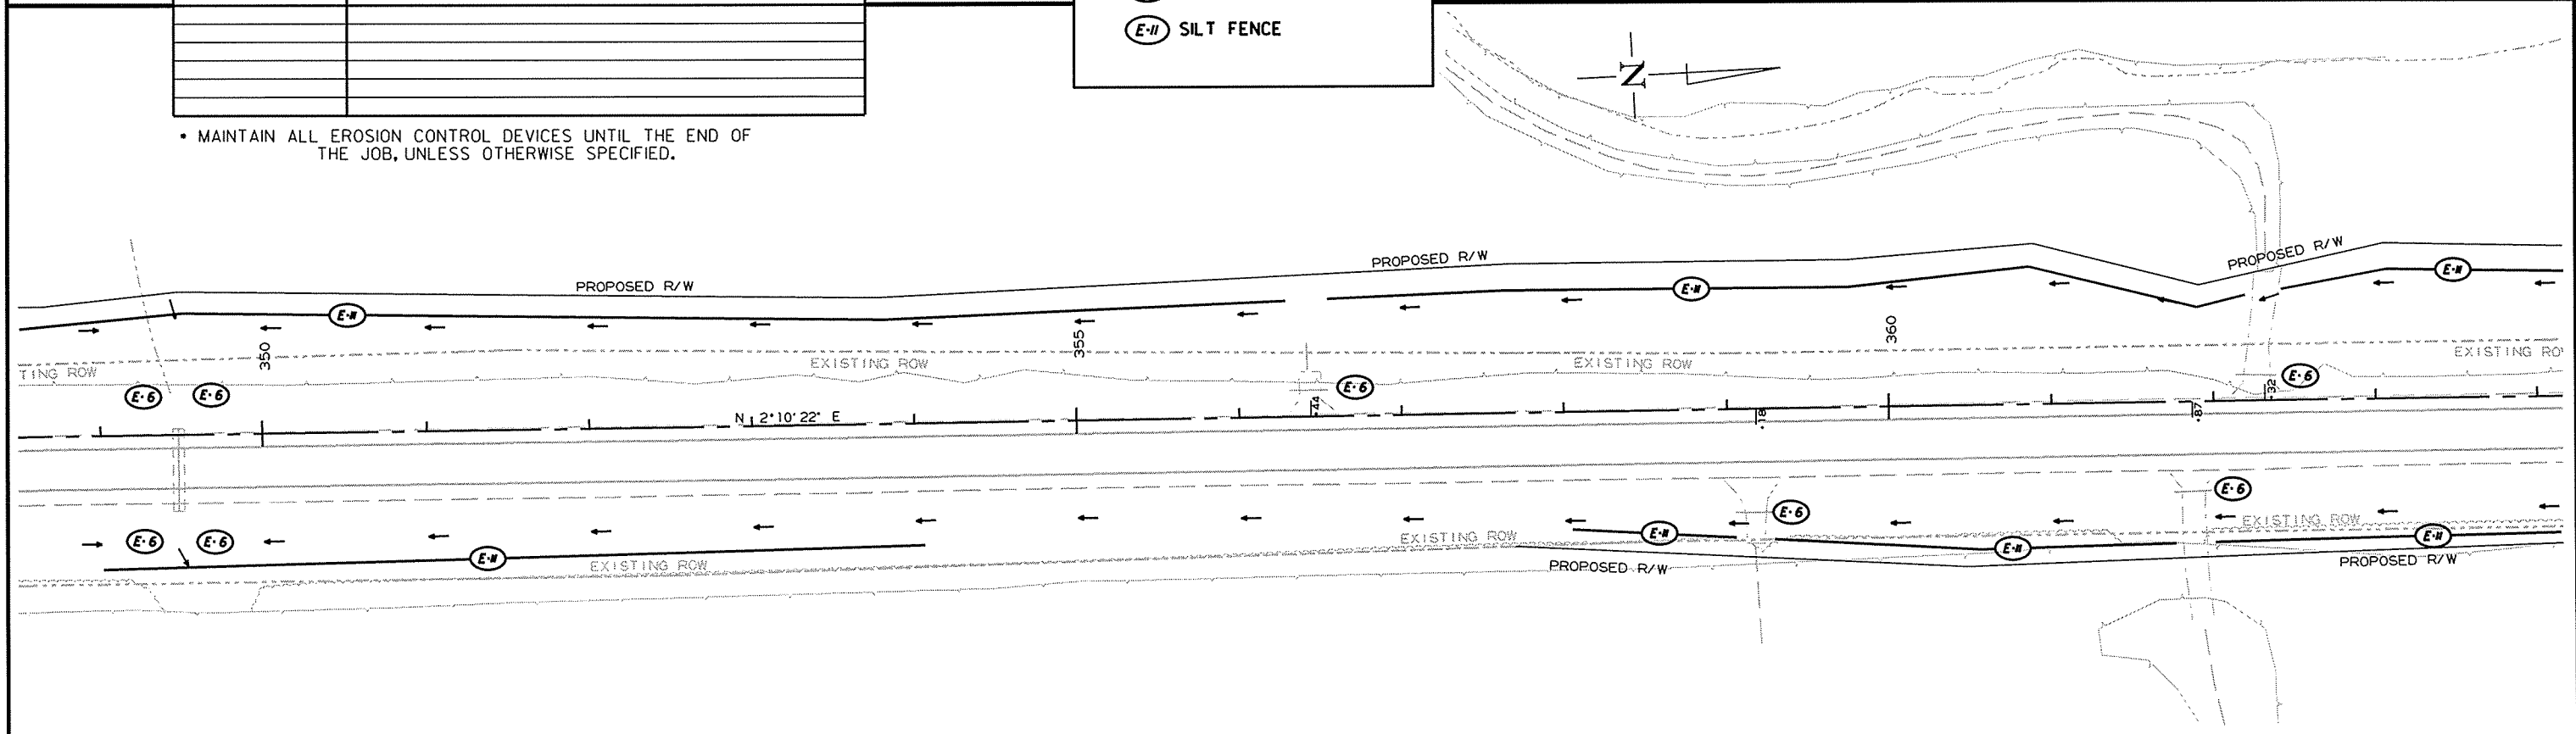 E-11 SILT FENCE
N
• MAINTAIN ALL EROSION CONTROL DEVICES UNTIL THE END OF
THE JOB, UNLESS OTHERWISE SPECIFIED.
PROPOSED R/W
PROPOSED R/W
PROPOSED R/W
E-11
E-11
E-11
350
355
360
TING ROW
EXISTING ROW
EXISTING ROW
EXISTING RO
E-6
E-6
E-6
E-6
N 2°10'22" E
.44
.18
.87
.32
E-6
E-6
E-6
E-6
E-11
E-11
E-11
E-11
EXISTING ROW
EXISTING ROW
EXISTING ROW
PROPOSED R/W
PROPOSED R/W